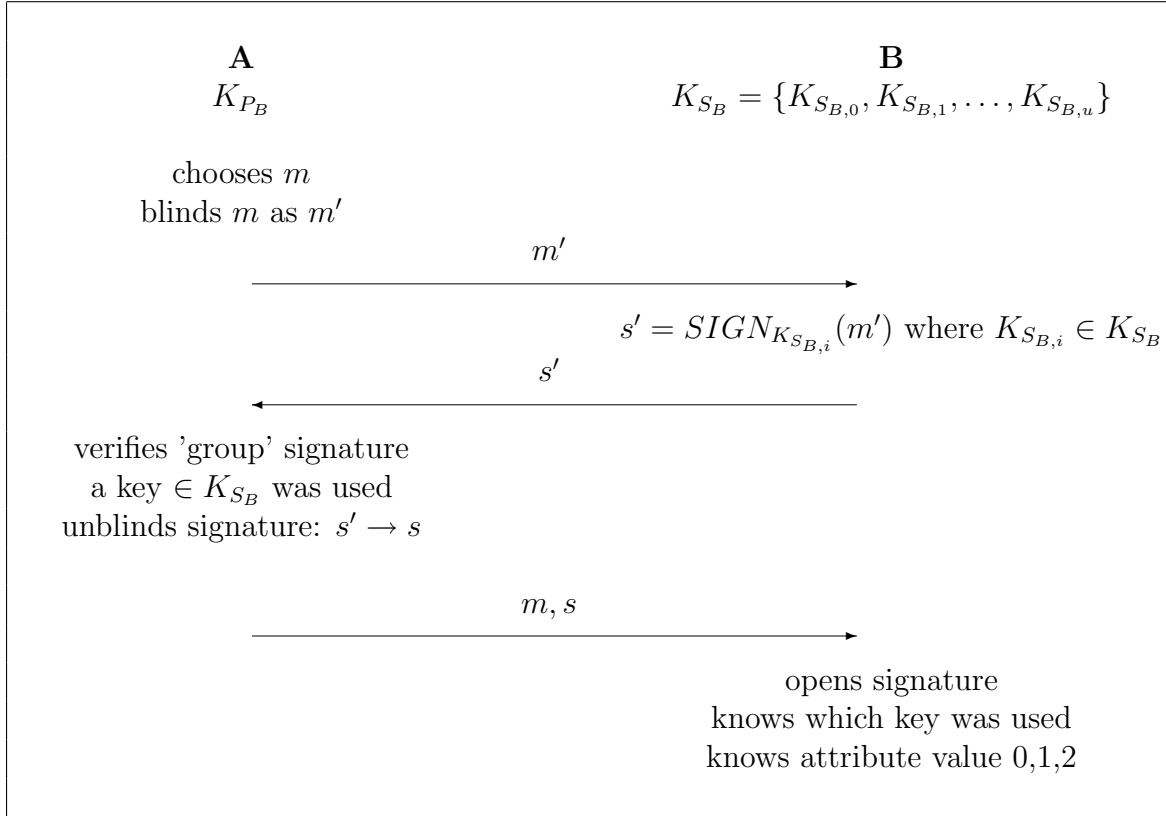 A
B
K_{P_B}
K_{S_B} = {K_{S_{B,0}}, K_{S_{B,1}}, . . . , K_{S_{B,u}}}
chooses m
blinds m as m′
m′
s′ = SIGN_{K_{S_{B,i}}}(m′) where K_{S_{B,i}} ∈ K_{S_B}
s′
verifies ’group’ signature
a key ∈ K_{S_B} was used
unblinds signature: s′ → s
m, s
opens signature
knows which key was used
knows attribute value 0,1,2